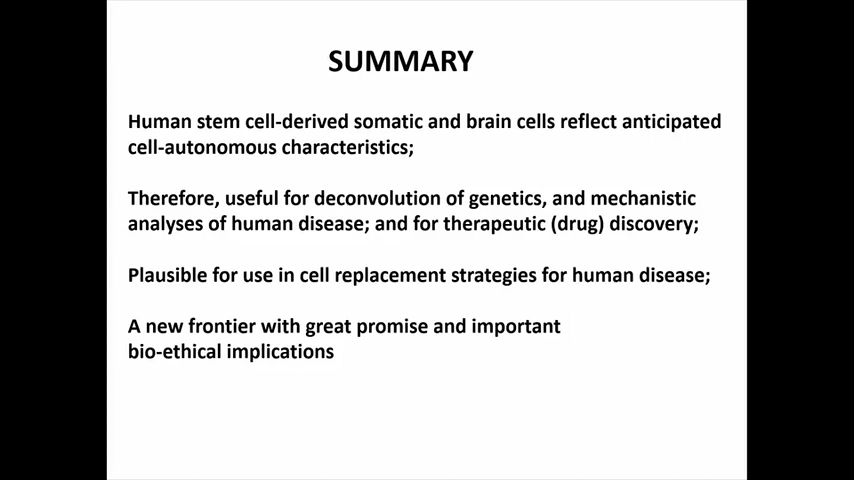 SUMMARY
Human stem cell-derived somatic and brain cells reflect anticipated
cell-autonomous characteristics;
Therefore, useful for deconvolution of genetics, and mechanistic
analyses of human disease; and for therapeutic (drug) discovery;
Plausible for use in cell replacement strategies for human disease;
A new frontier with great promise and important
bio-ethical implications